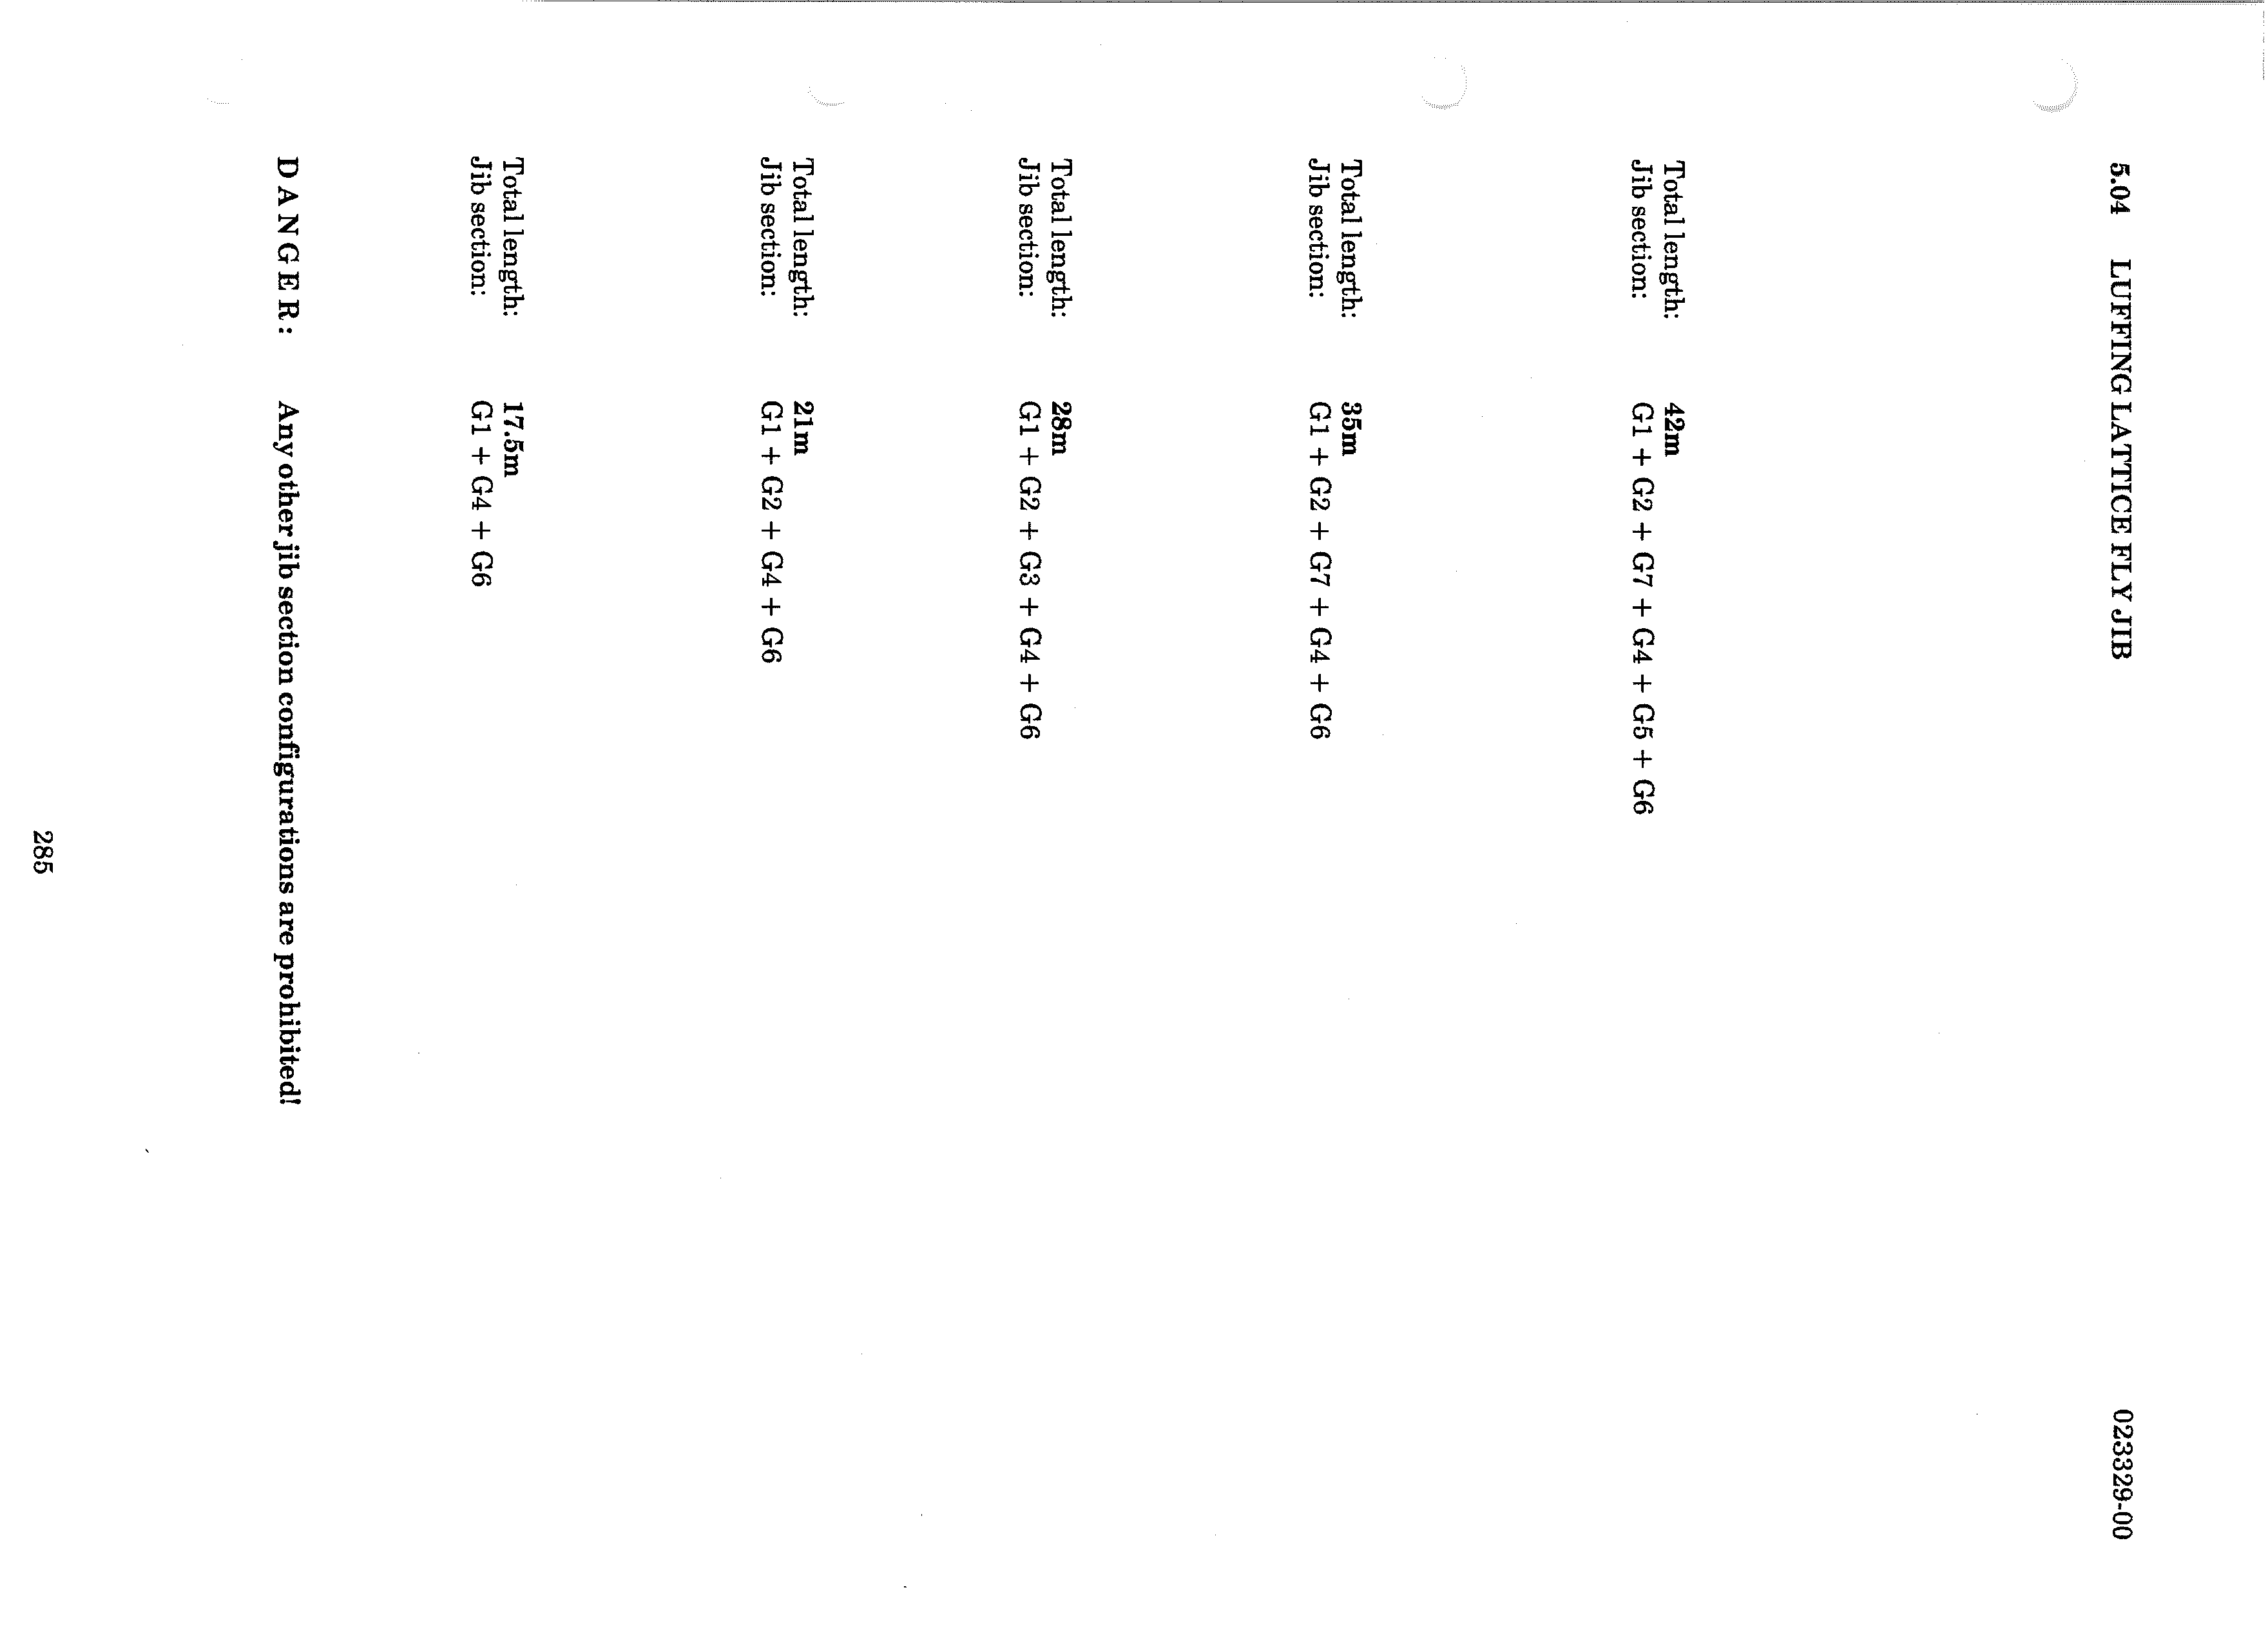 5.04 LUFFING LATTICE FLY JIB 023329-00
Total length: 42m
Jib section: G1 + G2 + G7 + G4 + G5 + G6
Total length: 35m
Jib section: G1 + G2 + G7 + G4 + G6
Total length: 28m
Jib section: G1 + G2 + G3 + G4 + G6
Total length: 21m
Jib section: G1 + G2 + G4 + G6
Total length: 17.5m
Jib section: G1 + G4 + G6
D A N G E R : Any other jib section configurations are prohibited!
285